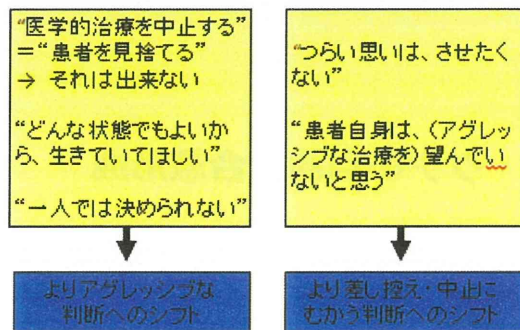 “医学的治療を中止する”
＝“患者を見捨てる”
→ それは出来ない
“どんな状態でもよいか
ら、生きていてほしい”
“一人では決められない”
“つらい思いは、させたく
ない”
“患者自身は、（アグレッ
シブな治療を）望んでい
ないと思う”
よりアグレッシブな
判断へのシフト
より差し控え・中止に
むかう判断へのシフト